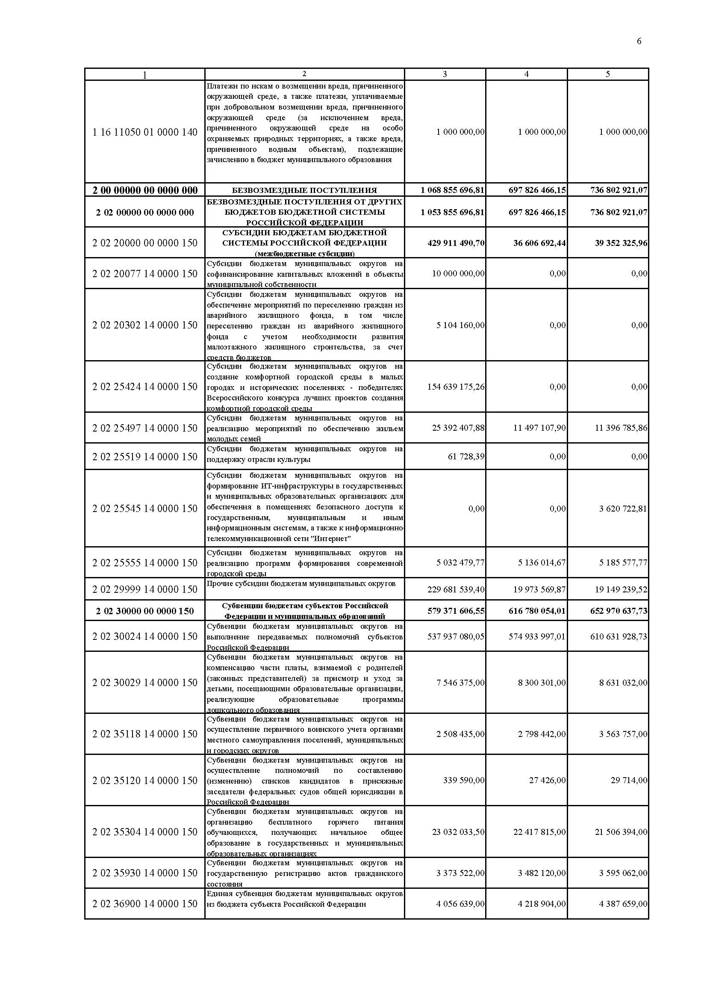 6
1 2 3 4 5
Платежи по искам о возмещении вреда, причиненного
окружающей среде, а также платежи, уплачиваемые
при добровольном возмещении вреда, причиненного
окружающей среде (за исключением вреда,
причиненного окружающей среде на особо
охраняемых природных территориях, а также вреда,
причиненного водным объектам), подлежащие
зачислению в бюджет муниципального образования
1 16 11050 01 0000 140
1 000 000,00 1 000 000,00 1 000 000,00
2 00 00000 00 0000 000 БЕЗВОЗМЕЗДНЫЕ ПОСТУПЛЕНИЯ 1 068 855 696,81 697 826 466,15 736 802 921,07
БЕЗВОЗМЕЗДНЫЕ ПОСТУПЛЕНИЯ ОТ ДРУГИХ
БЮДЖЕТОВ БЮДЖЕТНОЙ СИСТЕМЫ
РОССИЙСКОЙ ФЕДЕРАЦИИ
2 02 00000 00 0000 000
1 053 855 696,81 697 826 466,15 736 802 921,07
СУБСИДИИ БЮДЖЕТАМ БЮДЖЕТНОЙ
СИСТЕМЫ РОССИЙСКОЙ ФЕДЕРАЦИИ
(межбюджетные субсидии)
2 02 20000 00 0000 150
429 911 490,70 36 606 692,44 39 352 325,96
Субсидии бюджетам муниципальных округов на
софинансирование капитальных вложений в объекты
муниципальной собственности
2 02 20077 14 0000 150
10 000 000,00 0,00 0,00
Субсидии бюджетам муниципальных округов на
обеспечение мероприятий по переселению граждан из
аварийного жилищного фонда, в том числе
переселению граждан из аварийного жилищного
фонда с учетом необходимости развития
малоэтажного жилищного строительства, за счет
средств бюджетов
2 02 20302 14 0000 150
5 104 160,00 0,00 0,00
Субсидии бюджетам муниципальных округов на
создание комфортной городской среды в малых
городах и исторических поселениях - победителях
Всероссийского конкурса лучших проектов создания
комфортной городской среды
2 02 25424 14 0000 150
154 639 175,26 0,00 0,00
Субсидии бюджетам муниципальных округов на
реализацию мероприятий по обеспечению жильем
молодых семей
2 02 25497 14 0000 150
25 392 407,88 11 497 107,90 11 396 785,86
Субсидии бюджетам муниципальных округов на
поддержку отрасли культуры
2 02 25519 14 0000 150
61 728,39 0,00 0,00
Субсидии бюджетам муниципальных округов на
формирование ИТ-инфраструктуры в государственных
и муниципальных образовательных организациях для
обеспечения в помещениях безопасного доступа к
государственным, муниципальным и иным
информационным системам, а также к информационно-
телекоммуникационной сети "Интернет"
2 02 25545 14 0000 150
0,00 0,00 3 620 722,81
Субсидии бюджетам муниципальных округов на
реализацию программ формирования современной
городской среды
2 02 25555 14 0000 150
5 032 479,77 5 136 014,67 5 185 577,77
Прочие субсидии бюджетам муниципальных округов
2 02 29999 14 0000 150
229 681 539,40 19 973 569,87 19 149 239,52
Субвенции бюджетам субъектов Российской
Федерации и муниципальных образований
2 02 30000 00 0000 150
579 371 606,55 616 780 054,01 652 970 637,73
Субвенции бюджетам муниципальных округов на
выполнение передаваемых полномочий субъектов
Российской Федерации
2 02 30024 14 0000 150
537 937 080,05 574 933 997,01 610 631 928,73
Субвенции бюджетам муниципальных округов на
компенсацию части платы, взимаемой с родителей
(законных представителей) за присмотр и уход за
детьми, посещающими образовательные организации,
реализующие образовательные программы
дошкольного образования
2 02 30029 14 0000 150
7 546 375,00 8 300 301,00 8 631 032,00
Субвенции бюджетам муниципальных округов на
осуществление первичного воинского учета органами
местного самоуправления поселений, муниципальных
и городских округов
2 02 35118 14 0000 150
2 508 435,00 2 798 442,00 3 563 757,00
Субвенции бюджетам муниципальных округов на
осуществление полномочий по составлению
(изменению) списков кандидатов в присяжные
заседатели федеральных судов общей юрисдикции в
Российской Федерации
2 02 35120 14 0000 150
339 590,00 27 426,00 29 714,00
Субвенции бюджетам муниципальных округов на
организацию бесплатного горячего питания
обучающихся, получающих начальное общее
образование в государственных и муниципальных
образовательных организациях
2 02 35304 14 0000 150
23 032 033,50 22 417 815,00 21 506 394,00
Субвенции бюджетам муниципальных округов на
государственную регистрацию актов гражданского
состояния
2 02 35930 14 0000 150
3 373 522,00 3 482 120,00 3 595 062,00
Единая субвенция бюджетам муниципальных округов
из бюджета субъекта Российской Федерации
2 02 36900 14 0000 150
4 056 639,00 4 218 904,00 4 387 659,00